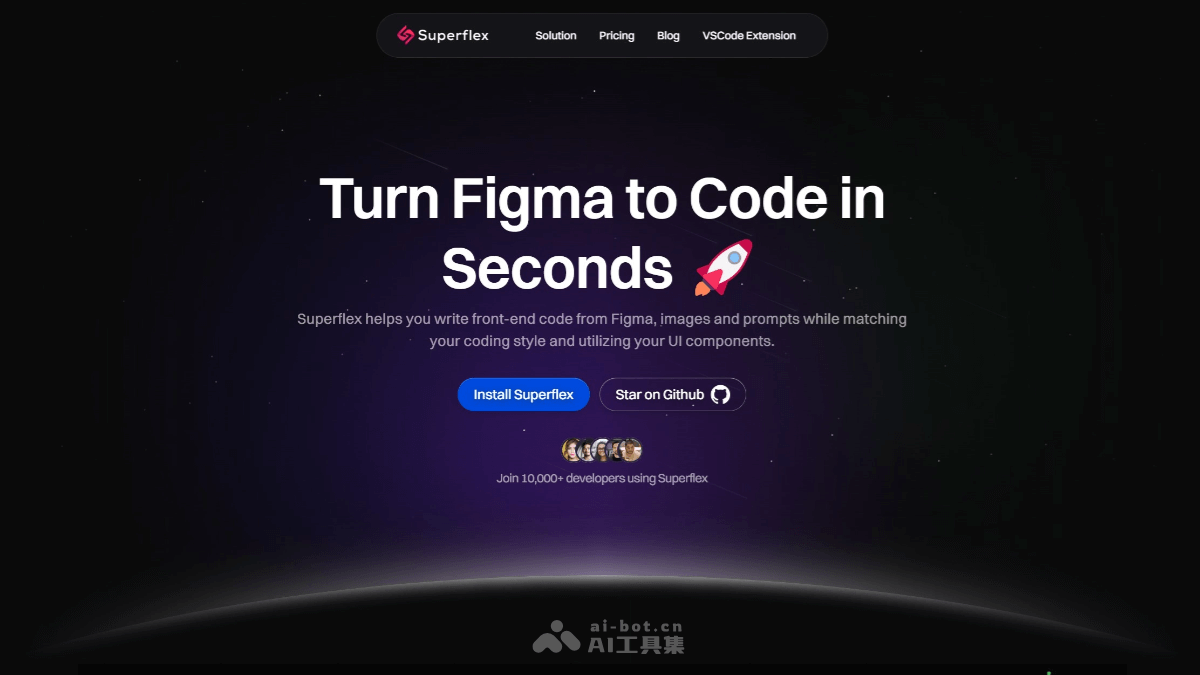 Superflex
Solution
Pricing
Blog
VSCode Extension
Turn Figma to Code in
Seconds 🚀
Superflex helps you write front-end code from Figma, images and prompts while matching
your coding style and utilizing your UI components.
Install Superflex
Star on Github
Join 10,000+ developers using Superflex
ai-bot.cn
AI工具集